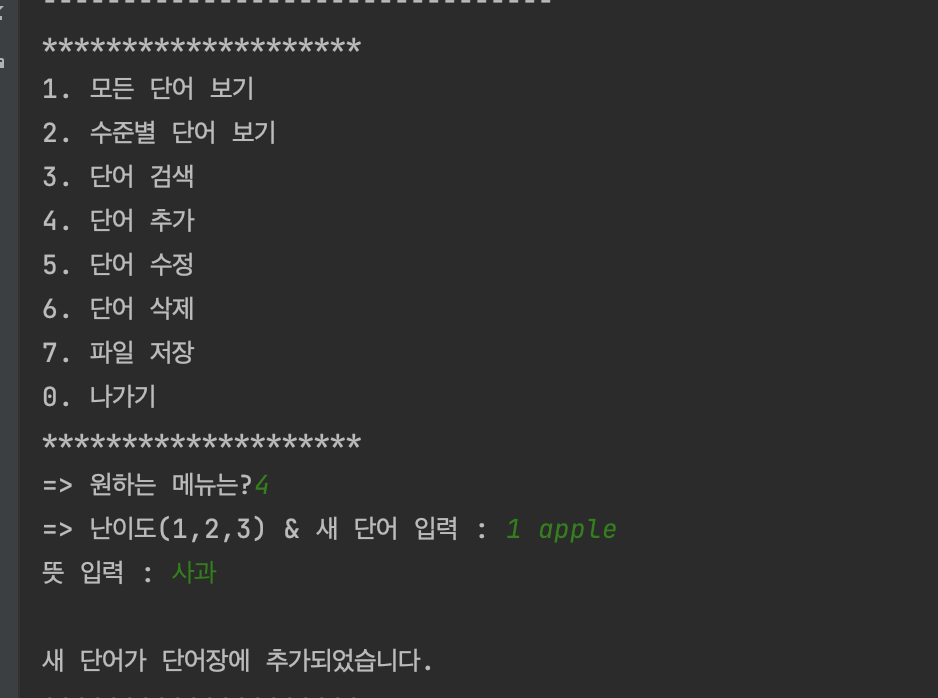 ********************
1. 모든 단어 보기
2. 수준별 단어 보기
3. 단어 검색
4. 단어 추가
5. 단어 수정
6. 단어 삭제
7. 파일 저장
0. 나가기
********************
=> 원하는 메뉴는?4
=> 난이도(1,2,3) & 새 단어 입력 : 1 apple
뜻 입력 : 사과
새 단어가 단어장에 추가되었습니다.